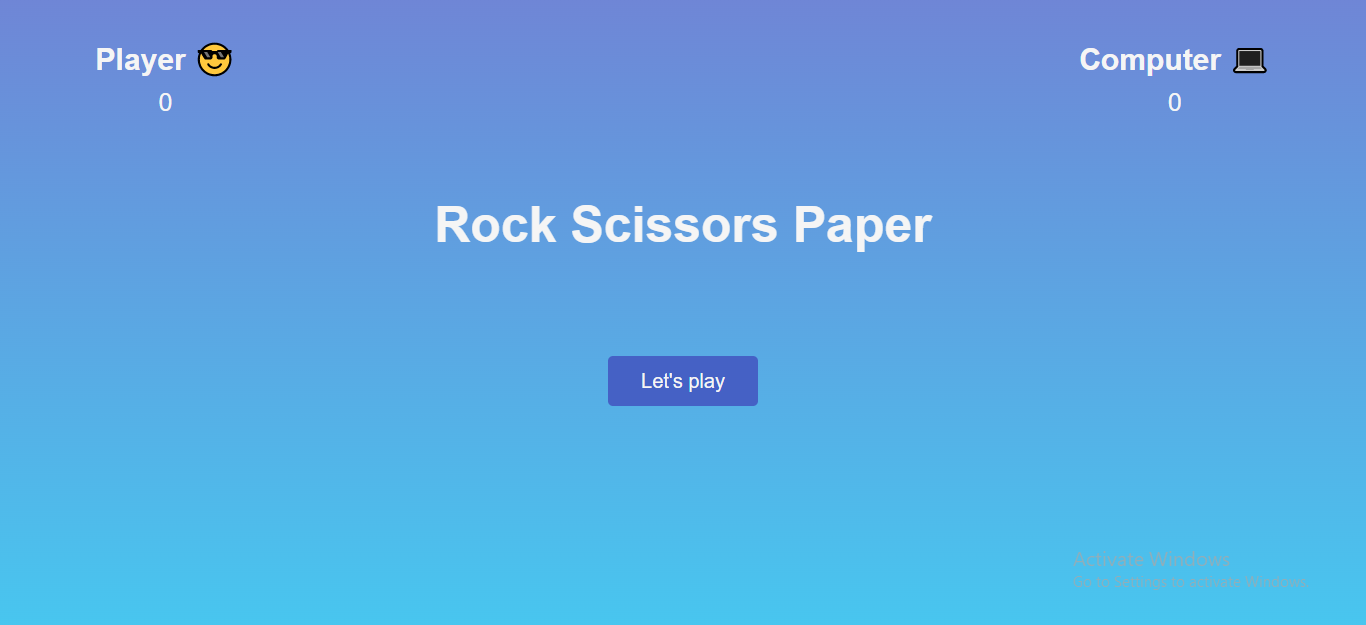 Player 😎
Computer 💻
0
0
Rock Scissors Paper
Let's play
Activate Windows
Go to Settings to activate Windows.